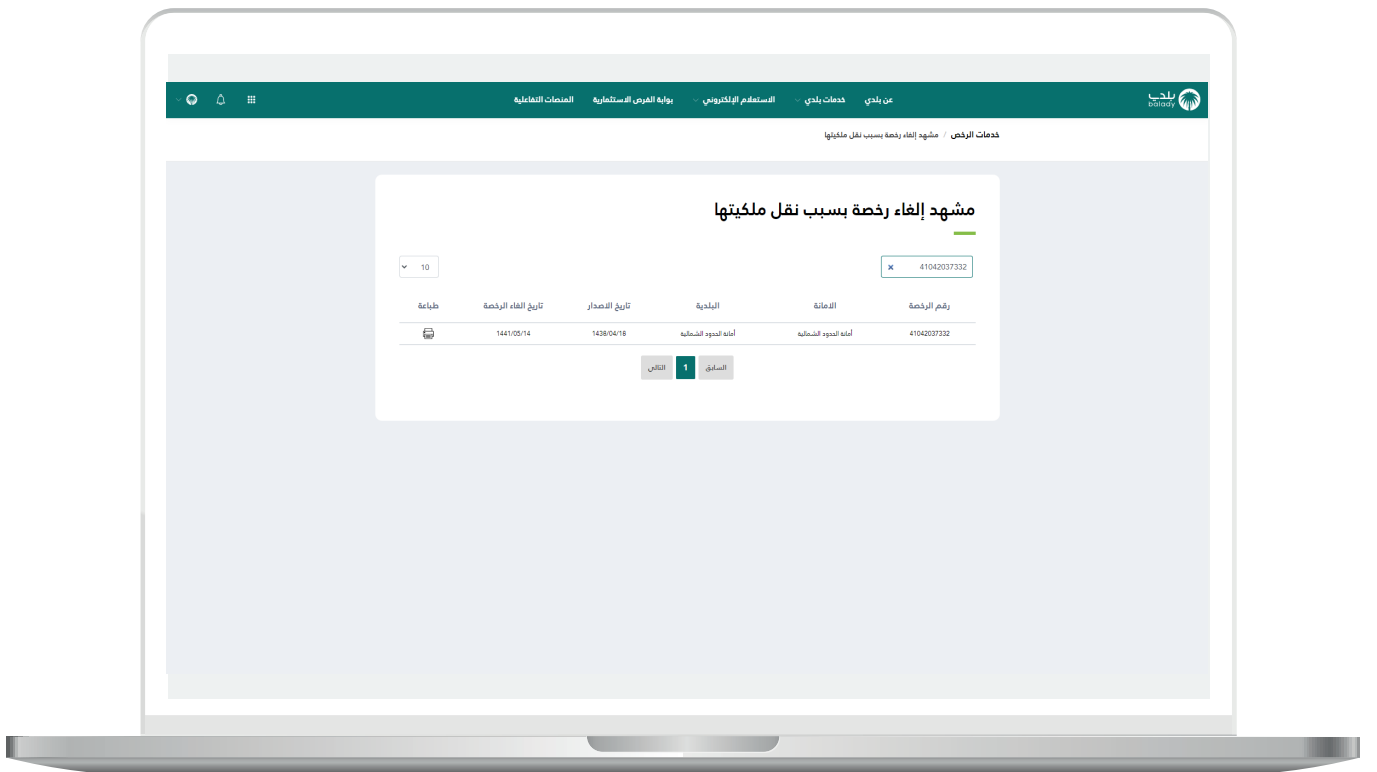 بلدي
balady
عن بلدي خدمات بلدي الاستعلام الإلكتروني بوابة الفرص الاستثمارية المنصات التفاعلية
خدمات الرخص / مشهد إلغاء رخصة بسبب نقل ملكيتها
مشهد إلغاء رخصة بسبب نقل ملكيتها
41042037332 10
رقم الرخصة الامانة البلدية تاريخ الاصدار تاريخ الغاء الرخصة طباعة
41042037332 أمانة الحدود الشمالية أمانة الحدود الشمالية 1438/04/18 1441/05/14
السابق 1 التالي